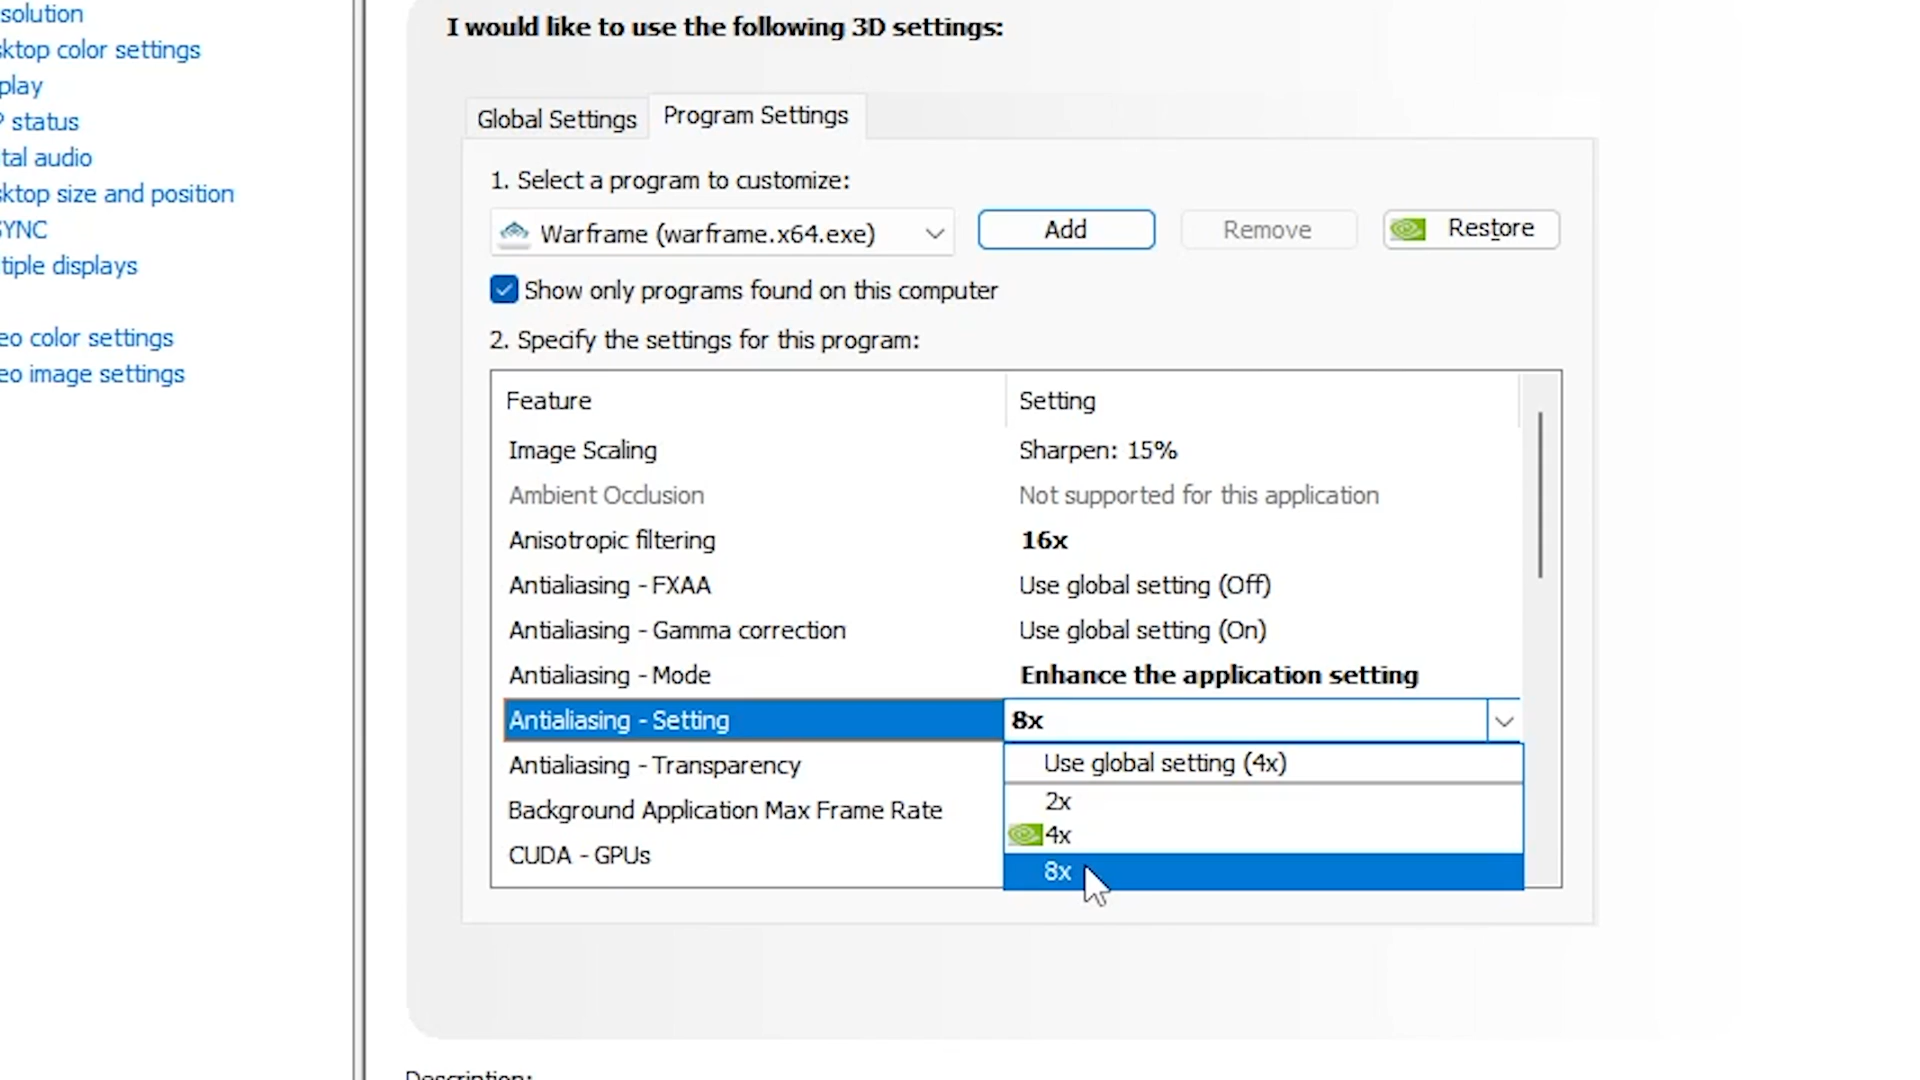 solution
ktop color settings
play
status
tal audio
ktop size and position
SYNC
tiple displays
eo color settings
eo image settings
I would like to use the following 3D settings:
Global Settings
Program Settings
1. Select a program to customize:
Warframe (warframe.x64.exe)
Add
Remove
Restore
Show only programs found on this computer
2. Specify the settings for this program:
Feature Setting
Image Scaling Sharpen: 15%
Ambient Occlusion Not supported for this application
Anisotropic filtering 16x
Antialiasing - FXAA Use global setting (Off)
Antialiasing - Gamma correction Use global setting (On)
Antialiasing - Mode Enhance the application setting
Antialiasing - Setting 8x
Antialiasing - Transparency
Background Application Max Frame Rate
CUDA - GPUs
Use global setting (4x)
2x
4x
8x
Description: